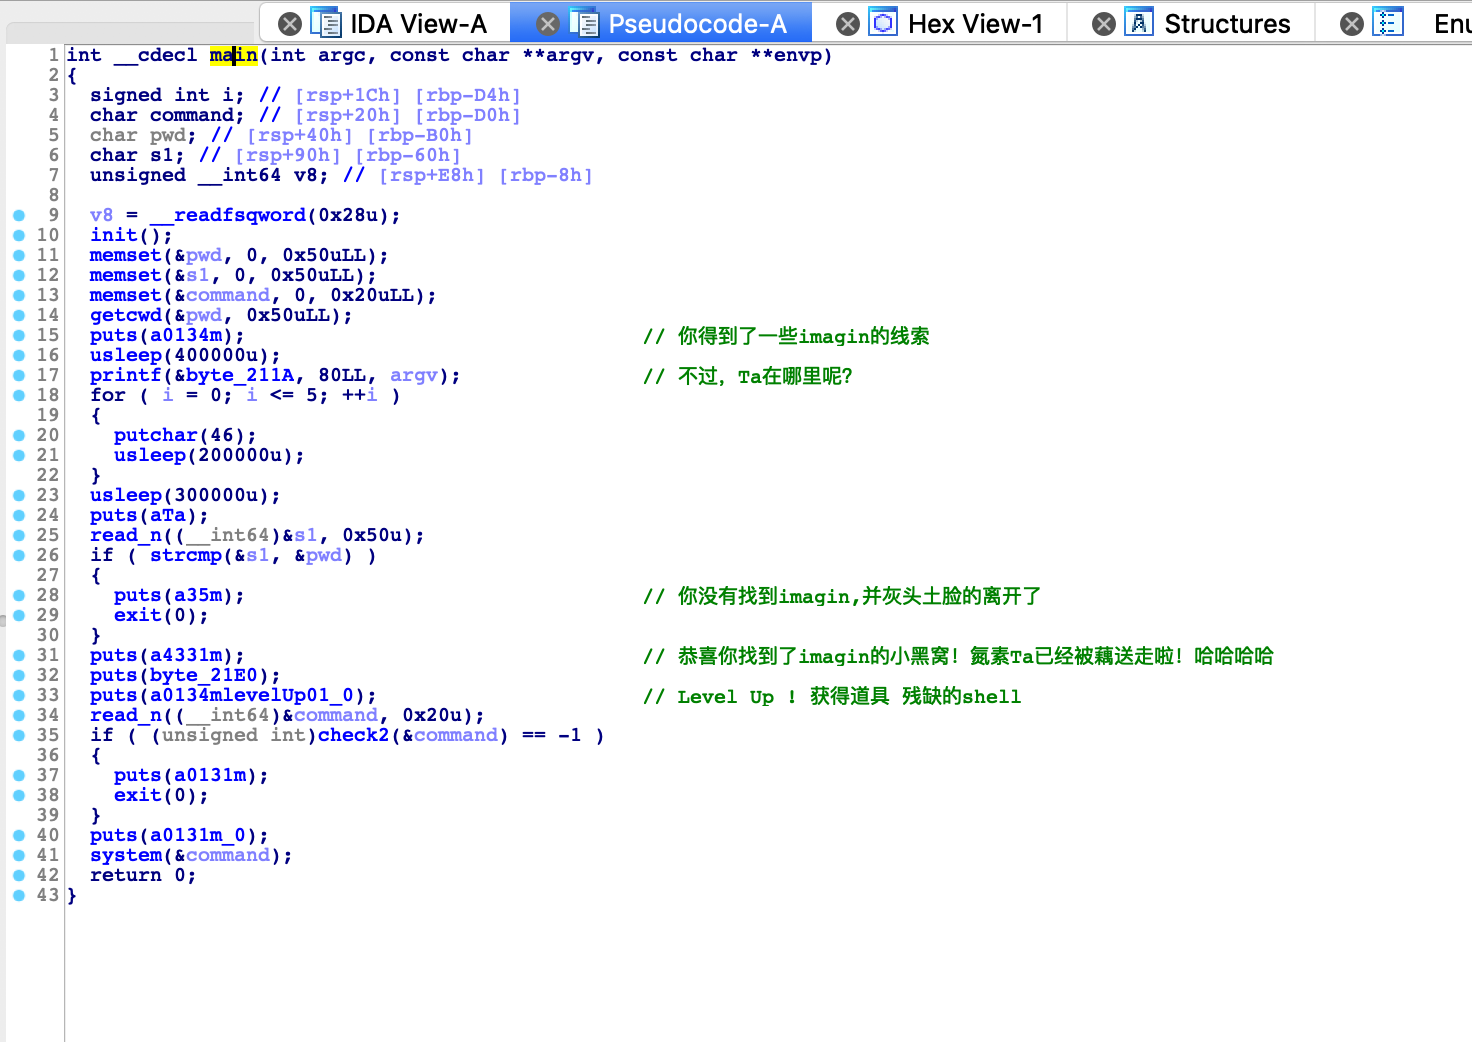 IDA View-A Pseudocode-A Hex View-1 Structures Enu
1 int __cdecl main(int argc, const char **argv, const char **envp)
2 {
3 signed int i; // [rsp+1Ch] [rbp-D4h]
4 char command; // [rsp+20h] [rbp-D0h]
5 char pwd; // [rsp+40h] [rbp-B0h]
6 char s1; // [rsp+90h] [rbp-60h]
7 unsigned __int64 v8; // [rsp+E8h] [rbp-8h]
8
9 v8 = __readfsqword(0x28u);
10 init();
11 memset(&pwd, 0, 0x50uLL);
12 memset(&s1, 0, 0x50uLL);
13 memset(&command, 0, 0x20uLL);
14 getcwd(&pwd, 0x50uLL);
15 puts(a0134m); // 你得到了一些imagin的线索
16 usleep(400000u);
17 printf(&byte_211A, 80LL, argv); // 不过，Ta在哪里呢？
18 for ( i = 0; i <= 5; ++i )
19 {
20 putchar(46);
21 usleep(200000u);
22 }
23 usleep(300000u);
24 puts(aTa);
25 read_n((__int64)&s1, 0x50u);
26 if ( strcmp(&s1, &pwd) )
27 {
28 puts(a35m); // 你没有找到imagin,并灰头土脸的离开了
29 exit(0);
30 }
31 puts(a4331m); // 恭喜你找到了imagin的小黑窝！氮素Ta已经被藕送走啦！哈哈哈哈
32 puts(byte_21E0);
33 puts(a0134mlevelUp01_0); // Level Up ! 获得道具 残缺的shell
34 read_n((__int64)&command, 0x20u);
35 if ( (unsigned int)check2(&command) == -1 )
36 {
37 puts(a0131m);
38 exit(0);
39 }
40 puts(a0131m_0);
41 system(&command);
42 return 0;
43 }